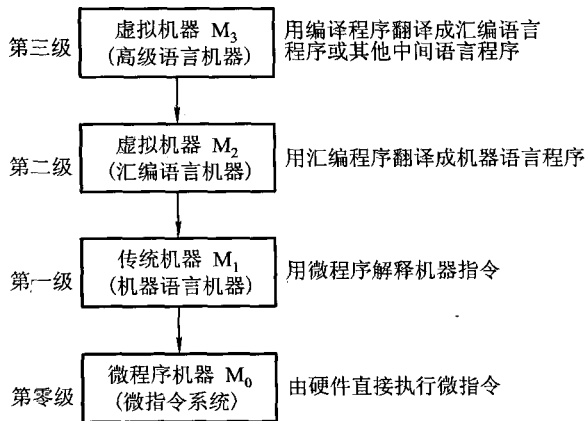 第三级
虚拟机器 M₃
(高级语言机器)
用编译程序翻译成汇编语言
程序或其他中间语言程序
第二级
虚拟机器 M₂
(汇编语言机器)
用汇编程序翻译成机器语言程序
第一级
传统机器 M₁
(机器语言机器)
用微程序解释机器指令
第零级
微程序机器 M₀
(微指令系统)
由硬件直接执行微指令